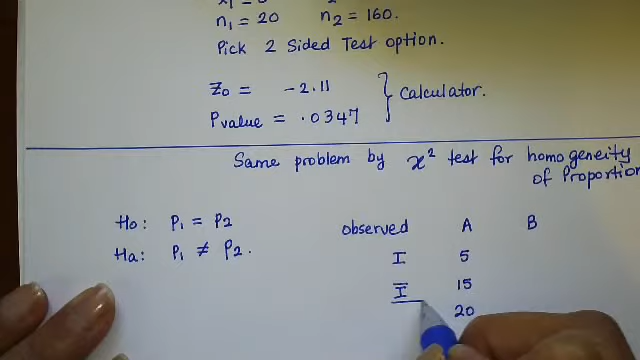 n₁ = 20 n₂ = 160.
Pick 2 Sided Test option.
Z₀ = -2.11
Pvalue = .0347 } Calculator.
Same problem by χ² test for homogeneity
of Proportion
Ho: P₁ = P₂
Ha: P₁ ≠ P₂.
observed A B
I 5
I 15
20